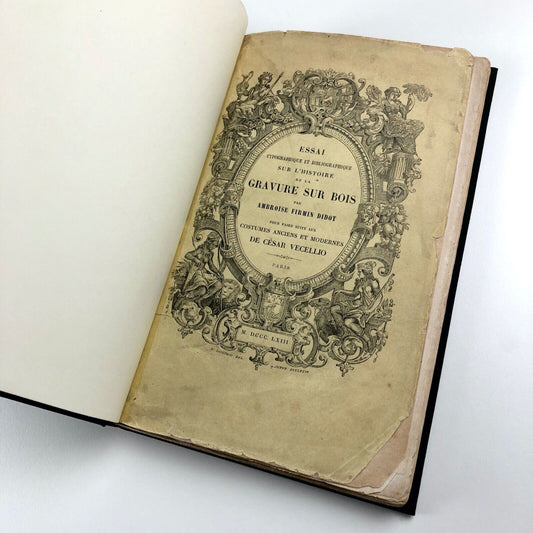 ESSAI
TYPOGRAPHIQUE ET BIBLIOGRAPHIQUE
SUR L'HISTOIRE
DE LA
GRAVURE SUR BOIS
PAR
AMBROISE FIRMIN DIDOT
POUR FAIRE SUITE AUX
COSTUMES ANCIENS ET MODERNES
DE CÉSAR VECELLIO
PARIS
M. DCCC. LXIII